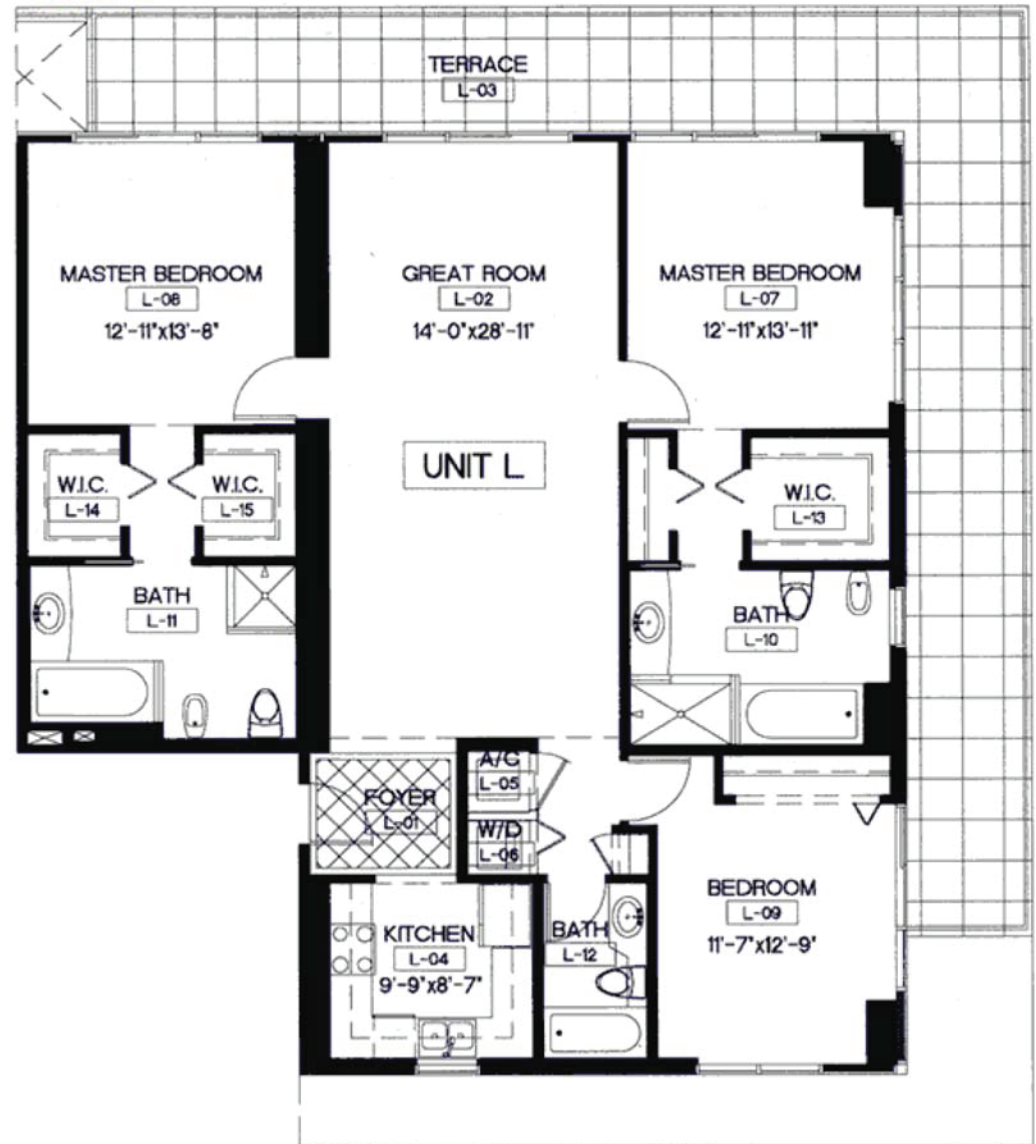 TERRACE
L-03
MASTER BEDROOM
L-08
12'-11"x13'-8"
GREAT ROOM
L-02
14'-0"x28'-11"
MASTER BEDROOM
L-07
12'-11"x13'-11"
UNIT L
W.I.C.
L-14
W.I.C.
L-15
W.I.C.
L-13
BATH
L-11
BATH
L-10
A/C
L-05
FOYER
L-01
W/D
L-06
KITCHEN
L-04
9'-9"x8'-7"
BATH
L-12
BEDROOM
L-09
11'-7"x12'-9"